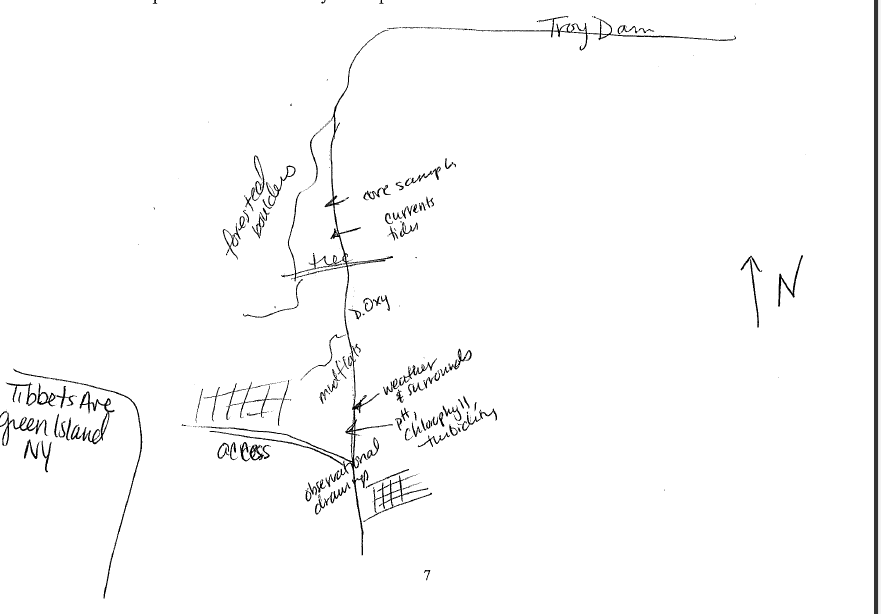 Troy Dam
forested
boulders
core samples
currents
tides
tree
D.Oxy
mudflats
weather
& surrounds
pH,
chlorophyll
turbidity
Tibbets Ave
green Island
NY
access
observational
drawings
N
7